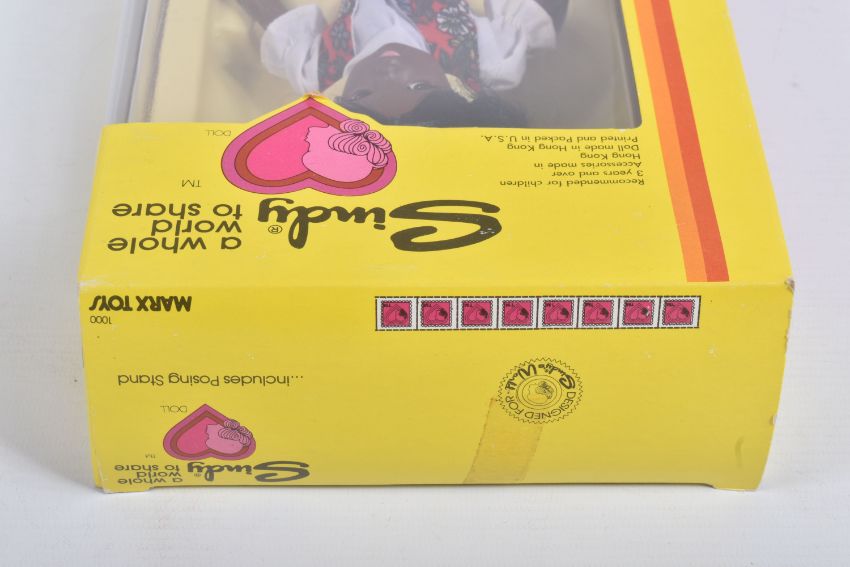 Printed and Packed in U.S.A.
Doll made in Hong Kong
Hong Kong
Accessories made in
3 years and over
Recommended for children
DOLL
TM
Sindy®
a whole
world
to share
MARX TOYS
1000
...includes Posing Stand
DESIGNED FOR
Sindy's World
DOLL
TM
Sindy®
a whole
world
to share